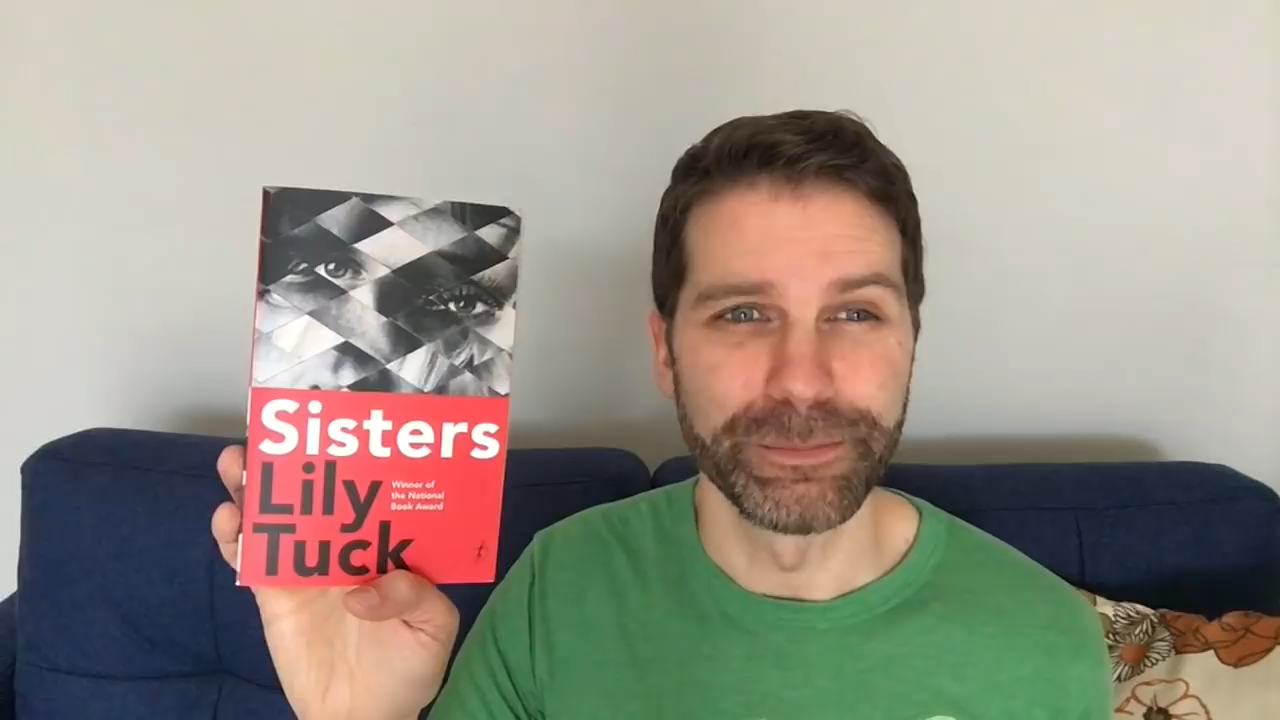 Sisters
Lily
Tuck
Winner of
the National
Book Award